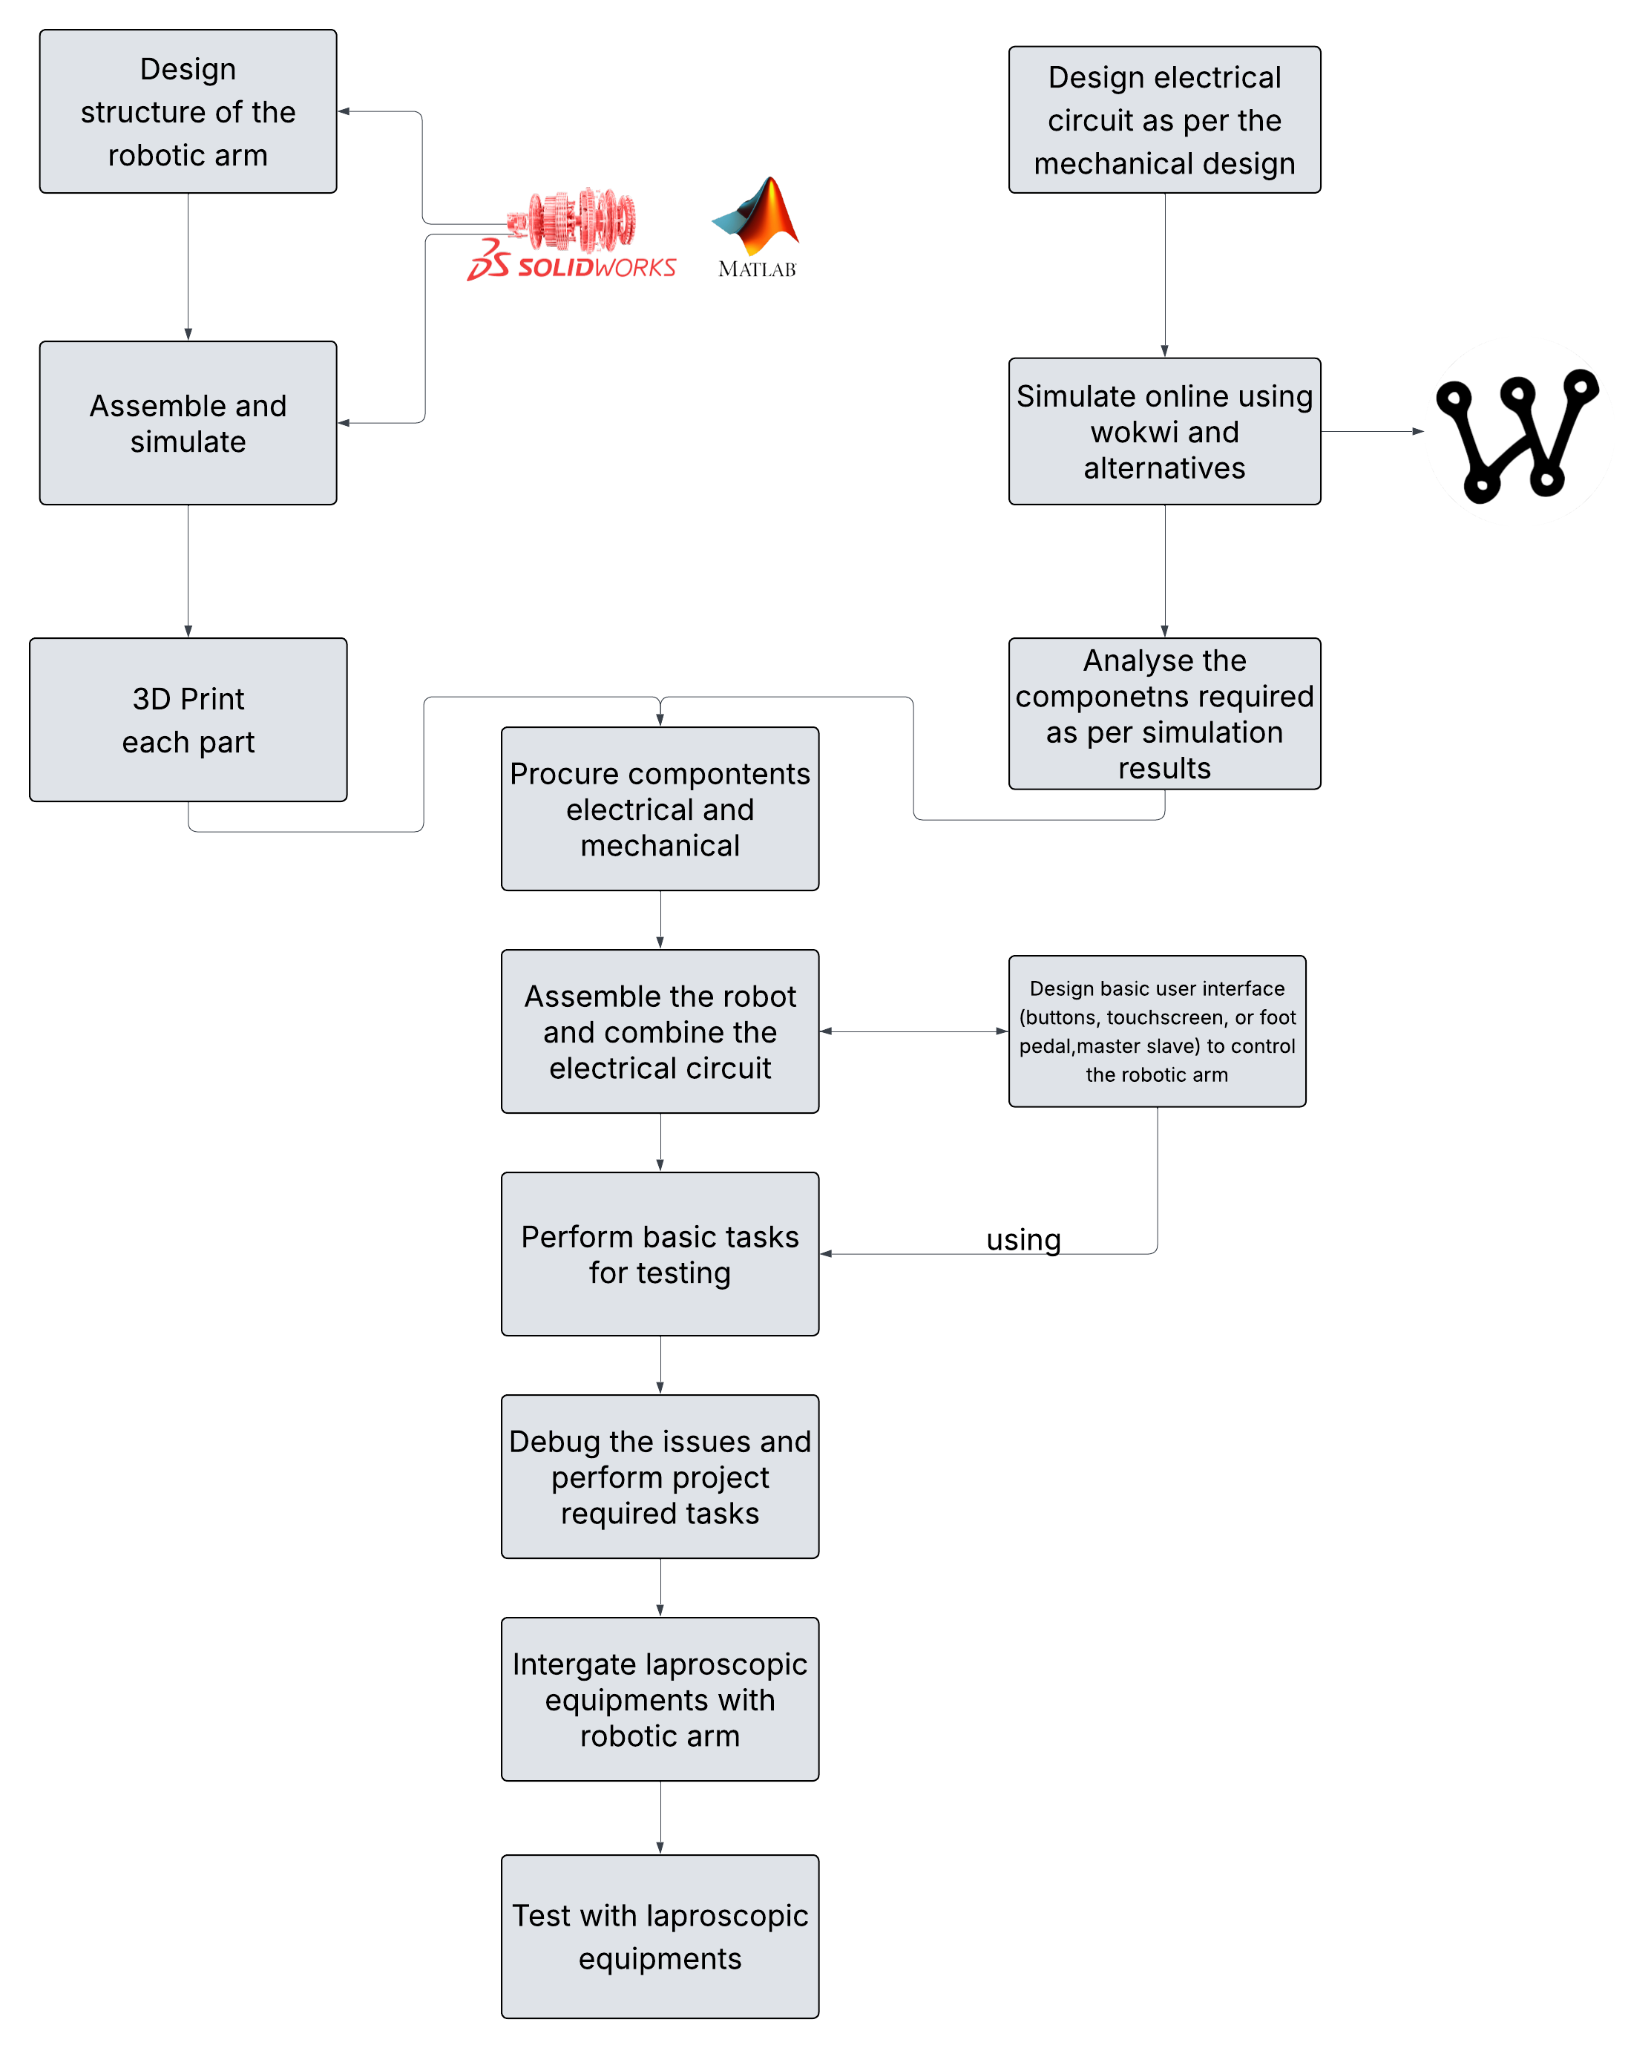 Design
structure of the
robotic arm
Design electrical
circuit as per the
mechanical design
DS SOLIDWORKS
MATLAB
Assemble and
simulate
Simulate online using
wokwi and
alternatives
3D Print
each part
Analyse the
componetns required
as per simulation
results
Procure compontents
electrical and
mechanical
Assemble the robot
and combine the
electrical circuit
Design basic user interface
(buttons, touchscreen, or foot
pedal,master slave) to control
the robotic arm
Perform basic tasks
for testing
using
Debug the issues and
perform project
required tasks
Intergate laproscopic
equipments with
robotic arm
Test with laproscopic
equipments